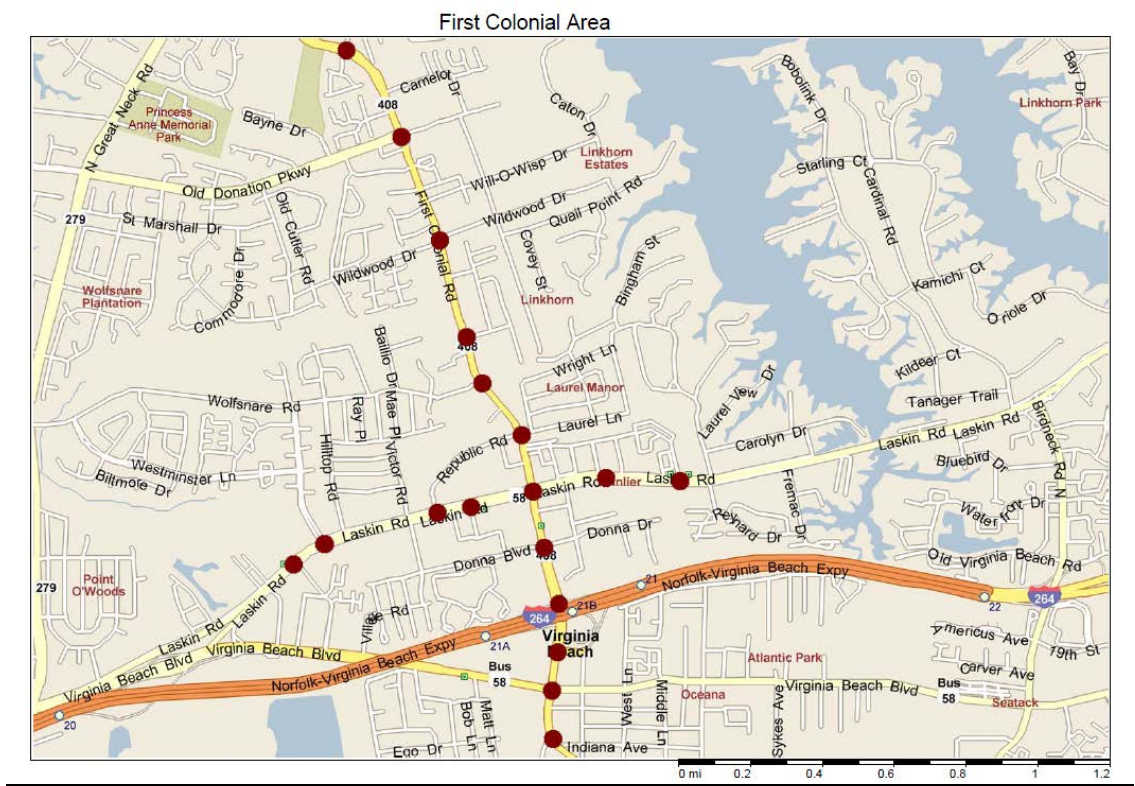 First Colonial Area
Camelot Dr
408
N Great Neck Rd
Princess
Anne Memorial
Park
Bayne Dr
Caton Dr
Bobolink Dr
Bay Dr
Linkhorn Park
Linkhorn
Estates
Starling Ct
Cardinal Rd
Will-O-Wisp Dr
Old Donation Pkwy
Old Cutler Rd
First Colonial Rd
Wildwood Dr
Quail Point Rd
279
St Marshall Dr
Commodore Dr
Wildwood Dr
Covey St
Bingham St
Kamichi Ct
Oriole Dr
Wolfsnare
Plantation
Linkhorn
408
Baillio Dr
Wright Ln
Laurel Manor
Kildeer Ct
Laurel View Dr
Tanager Trail
Wolfsnare Rd
Ray Pl
Mae Pl
Victor Rd
Laurel Ln
Carolyn Dr
Laskin Rd
Laskin Rd
Birdneck Rd N
Republic Rd
Hilltop Rd
Westminster Ln
Biltmore Dr
Bluebird Dr
58
Laskin Rd
Laskin Rd
Fremac Dr
Laskin Rd
Laskin Rd
Reynard Dr
Waterfront Dr
Donna Dr
Donna Blvd
408
Old Virginia Beach Rd
279
Point
O'Woods
Norfolk-Virginia Beach Expy
21
21B
22
264
264
Laskin Rd
Laskin Rd
Village Rd
21A
Virginia
Beach
Americus Ave
19th St
Virginia Beach Blvd
Virginia Beach Blvd
Norfolk-Virginia Beach Expy
Bus
58
Atlantic Park
Carver Ave
Oceana
Virginia Beach Blvd
Bus
58
Seatack
West Ln
Middle Ln
Sykes Ave
20
Bob Ln
Matt Ln
Ego Dr
Indiana Ave
0 mi 0.2 0.4 0.6 0.8 1 1.2